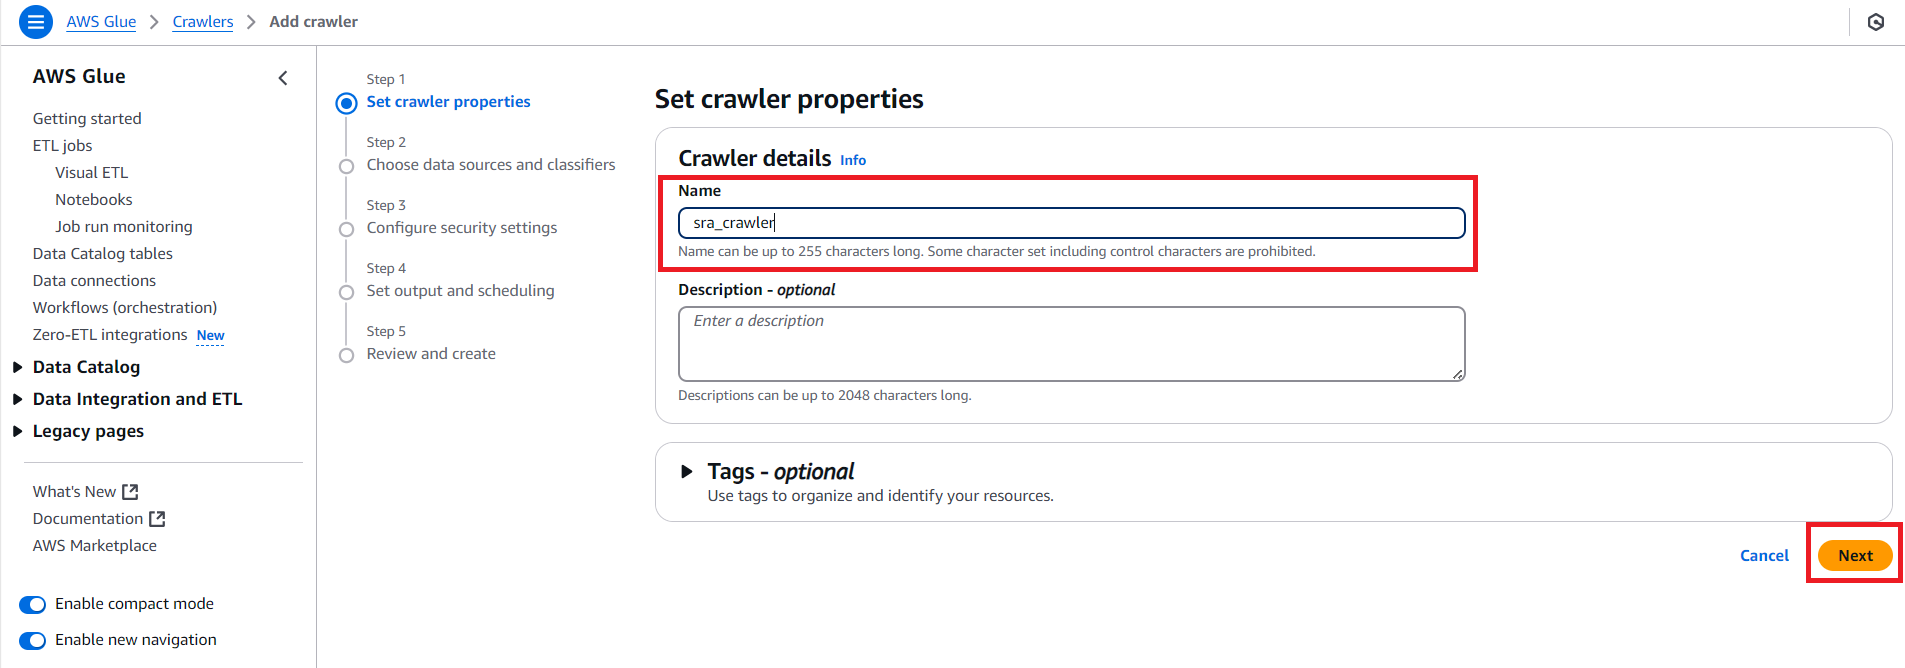 AWS Glue
Crawlers
Add crawler
AWS Glue
Getting started
ETL jobs
Visual ETL
Notebooks
Job run monitoring
Data Catalog tables
Data connections
Workflows (orchestration)
Zero-ETL integrations New
Data Catalog
Data Integration and ETL
Legacy pages
What's New
Documentation
AWS Marketplace
Enable compact mode
Enable new navigation
Step 1
Set crawler properties
Step 2
Choose data sources and classifiers
Step 3
Configure security settings
Step 4
Set output and scheduling
Step 5
Review and create
Set crawler properties
Crawler details Info
Name
sra_crawler
Name can be up to 255 characters long. Some character set including control characters are prohibited.
Description - optional
Enter a description
Descriptions can be up to 2048 characters long.
Tags - optional
Use tags to organize and identify your resources.
Cancel
Next